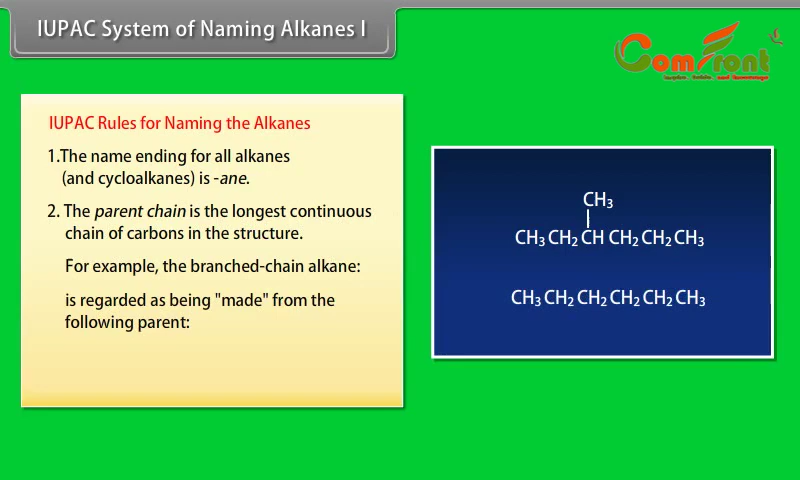 IUPAC System of Naming Alkanes I
ComFront
IUPAC Rules for Naming the Alkanes
1.The name ending for all alkanes
(and cycloalkanes) is -ane.
2. The parent chain is the longest continuous
chain of carbons in the structure.
For example, the branched-chain alkane:
is regarded as being "made" from the
following parent:
CH₃
CH₃ CH₂ CH CH₂ CH₂ CH₃
CH₃ CH₂ CH₂ CH₂ CH₂ CH₃